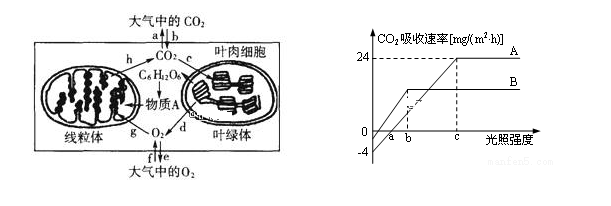 大气中的 CO₂
a
b
叶肉细胞
h
CO₂
c
C₆H₁₂O₆
物质A
线粒体
g
O₂
d
叶绿体
f
e
大气中的O₂
CO₂吸收速率[mg/(m²·h)]
24
A
B
0
a
b
c
光照强度
-4